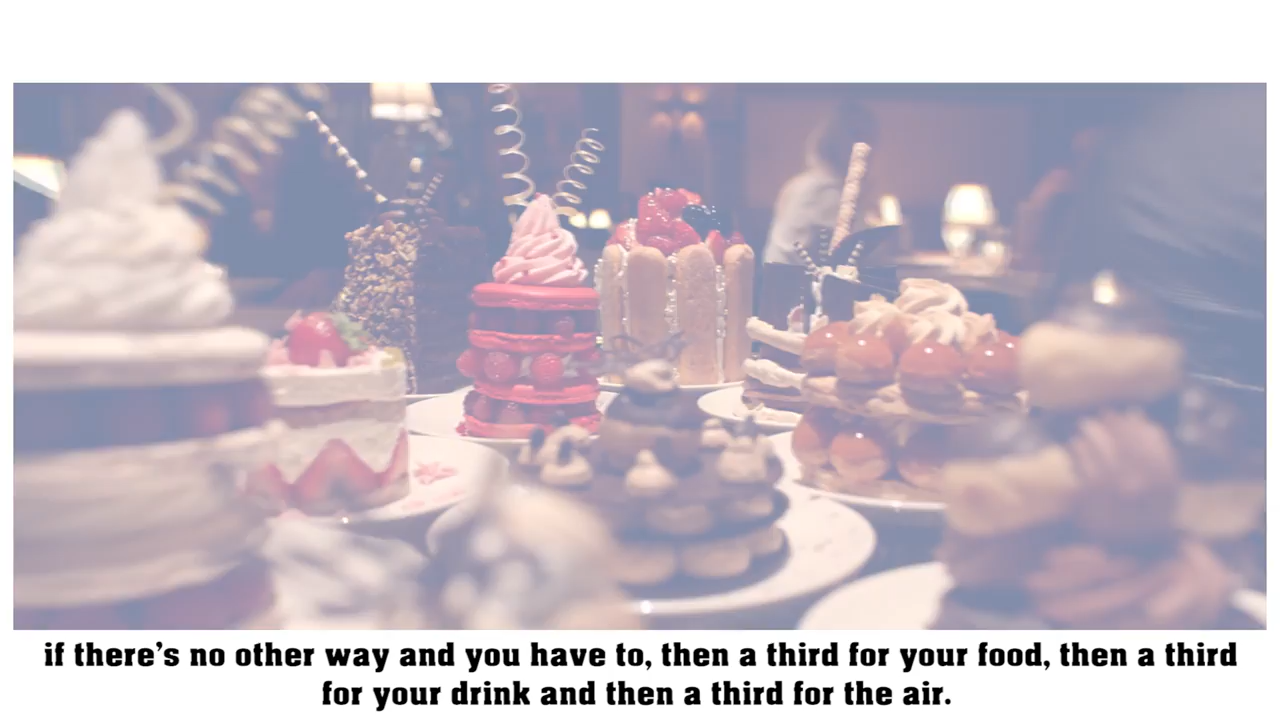 if there's no other way and you have to, then a third for your food, then a third
for your drink and then a third for the air.